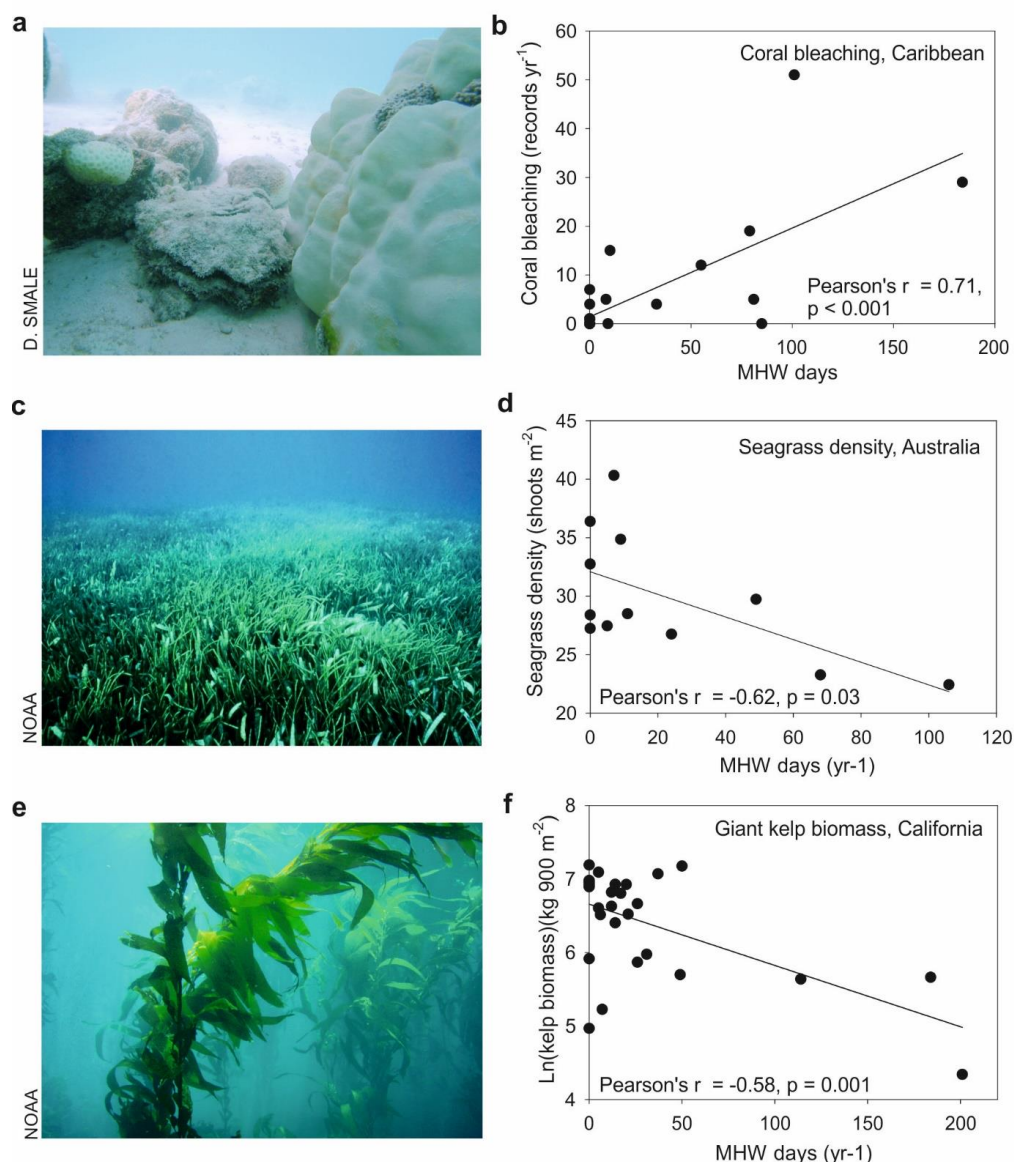 a
D. SMALE
b
Coral bleaching (records yr-1)
60
50
40
30
20
10
0
Coral bleaching, Caribbean
Pearson's r = 0.71,
p < 0.001
0 50 100 150 200
MHW days
c
NOAA
d
Seagrass density (shoots m-2)
45
40
35
30
25
20
Seagrass density, Australia
Pearson's r = -0.62, p = 0.03
0 20 40 60 80 100 120
MHW days (yr-1)
e
NOAA
f
Ln(kelp biomass)(kg 900 m-2)
8
7
6
5
4
Giant kelp biomass, California
Pearson's r = -0.58, p = 0.001
0 50 100 150 200
MHW days (yr-1)